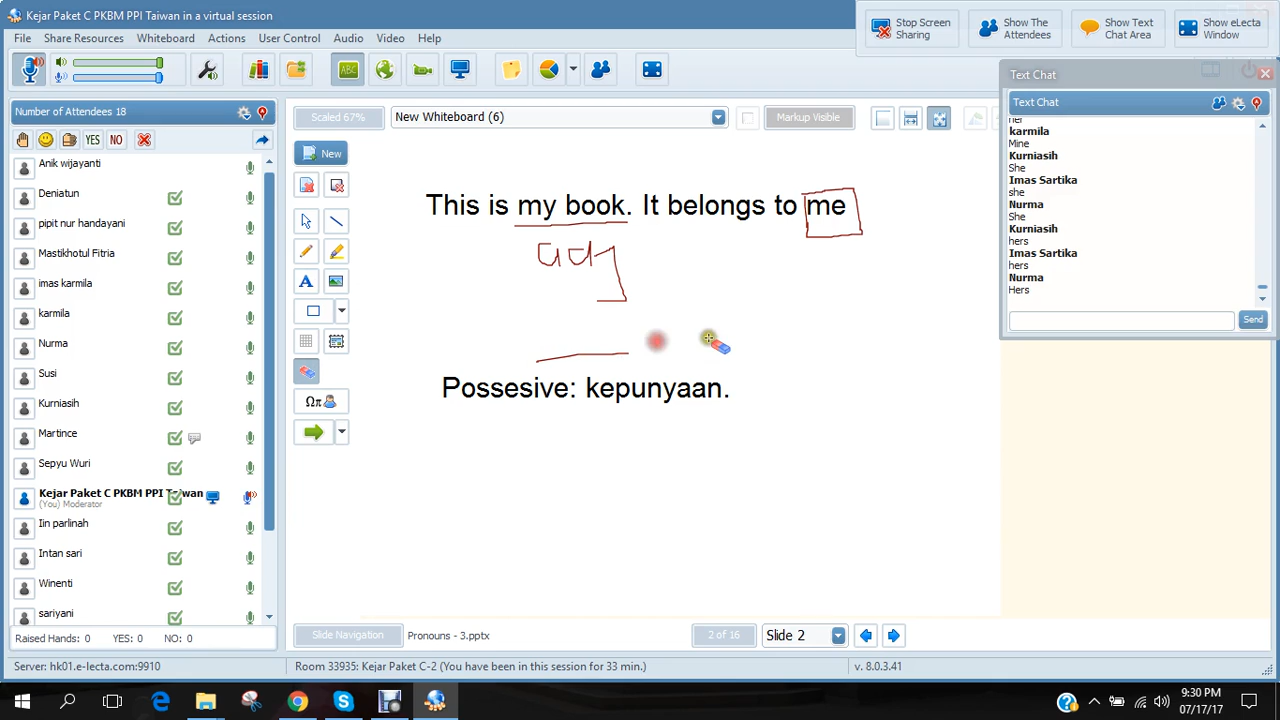 Kejar Paket C PKBM PPI Taiwan in a virtual session
File Share Resources Whiteboard Actions User Control Audio Video Help
Stop Screen Sharing
Show The Attendees
Show Text Chat Area
Show eLecta Window
ABC
Text Chat
Number of Attendees 18
Scaled 67%
New Whiteboard (6)
Markup Visible
Text Chat
YES NO
her
karmila
Mine
Kurniasih
She
Imas Sartika
she
Nurma
She
Kurniasih
hers
Imas Sartika
hers
Nurma
Hers
Send
Anik wijayanti
Deniatun
pipit nur handayani
Mastikhotul Fitria
imas karmila
karmila
Nurma
Susi
Kurniasih
Martince
Sepyu Wuri
Kejar Paket C PKBM PPI Taiwan
(You) Moderator
Iin parlinah
Intan sari
Winenti
sariyani
New
A
Ωπ
This is my book. It belongs to me
Possesive: kepunyaan.
Raised Hands: 0 YES: 0 NO: 0
Slide Navigation
Pronouns - 3.pptx
2 of 16
Slide 2
Server: hk01.e-lecta.com:9910
Room 33935: Kejar Paket C-2 (You have been in this session for 33 min.)
v. 8.0.3.41
9:30 PM
07/17/17